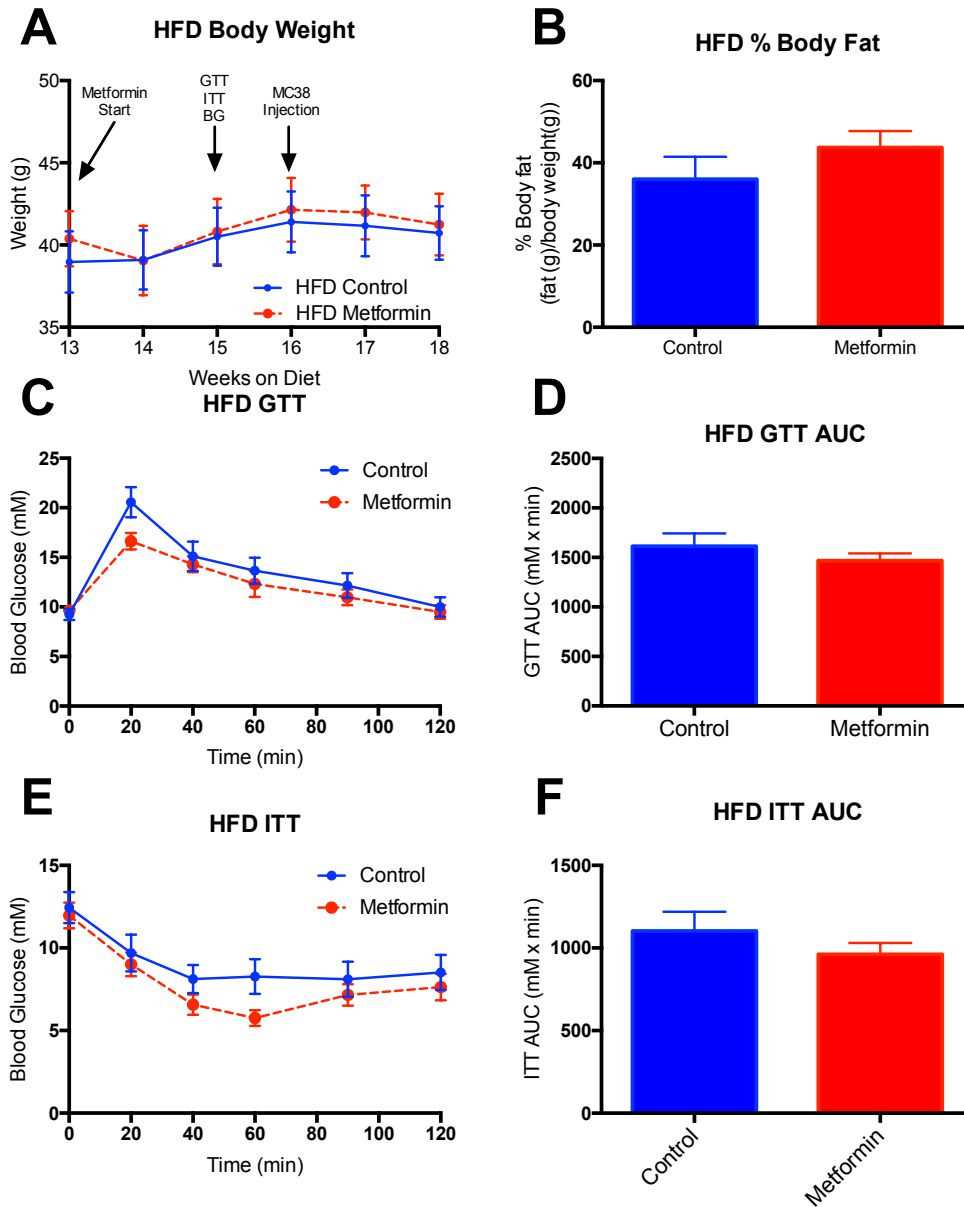 A
HFD Body Weight
50
45
40
35
Weight (g)
Metformin
Start
GTT
ITT
BG
MC38
Injection
HFD Control
HFD Metformin
13 14 15 16 17 18
Weeks on Diet
B
HFD % Body Fat
60
40
20
0
% Body fat
(fat (g)/body weight(g))
Control Metformin
C
HFD GTT
25
20
15
10
5
0
Blood Glucose (mM)
Control
Metformin
0 20 40 60 80 100 120
Time (min)
D
HFD GTT AUC
2500
2000
1500
1000
500
0
GTT AUC (mM x min)
Control Metformin
E
HFD ITT
15
10
5
0
Blood Glucose (mM)
Control
Metformin
0 20 40 60 80 100 120
Time (min)
F
HFD ITT AUC
1500
1000
500
0
ITT AUC (mM x min)
Control
Metformin